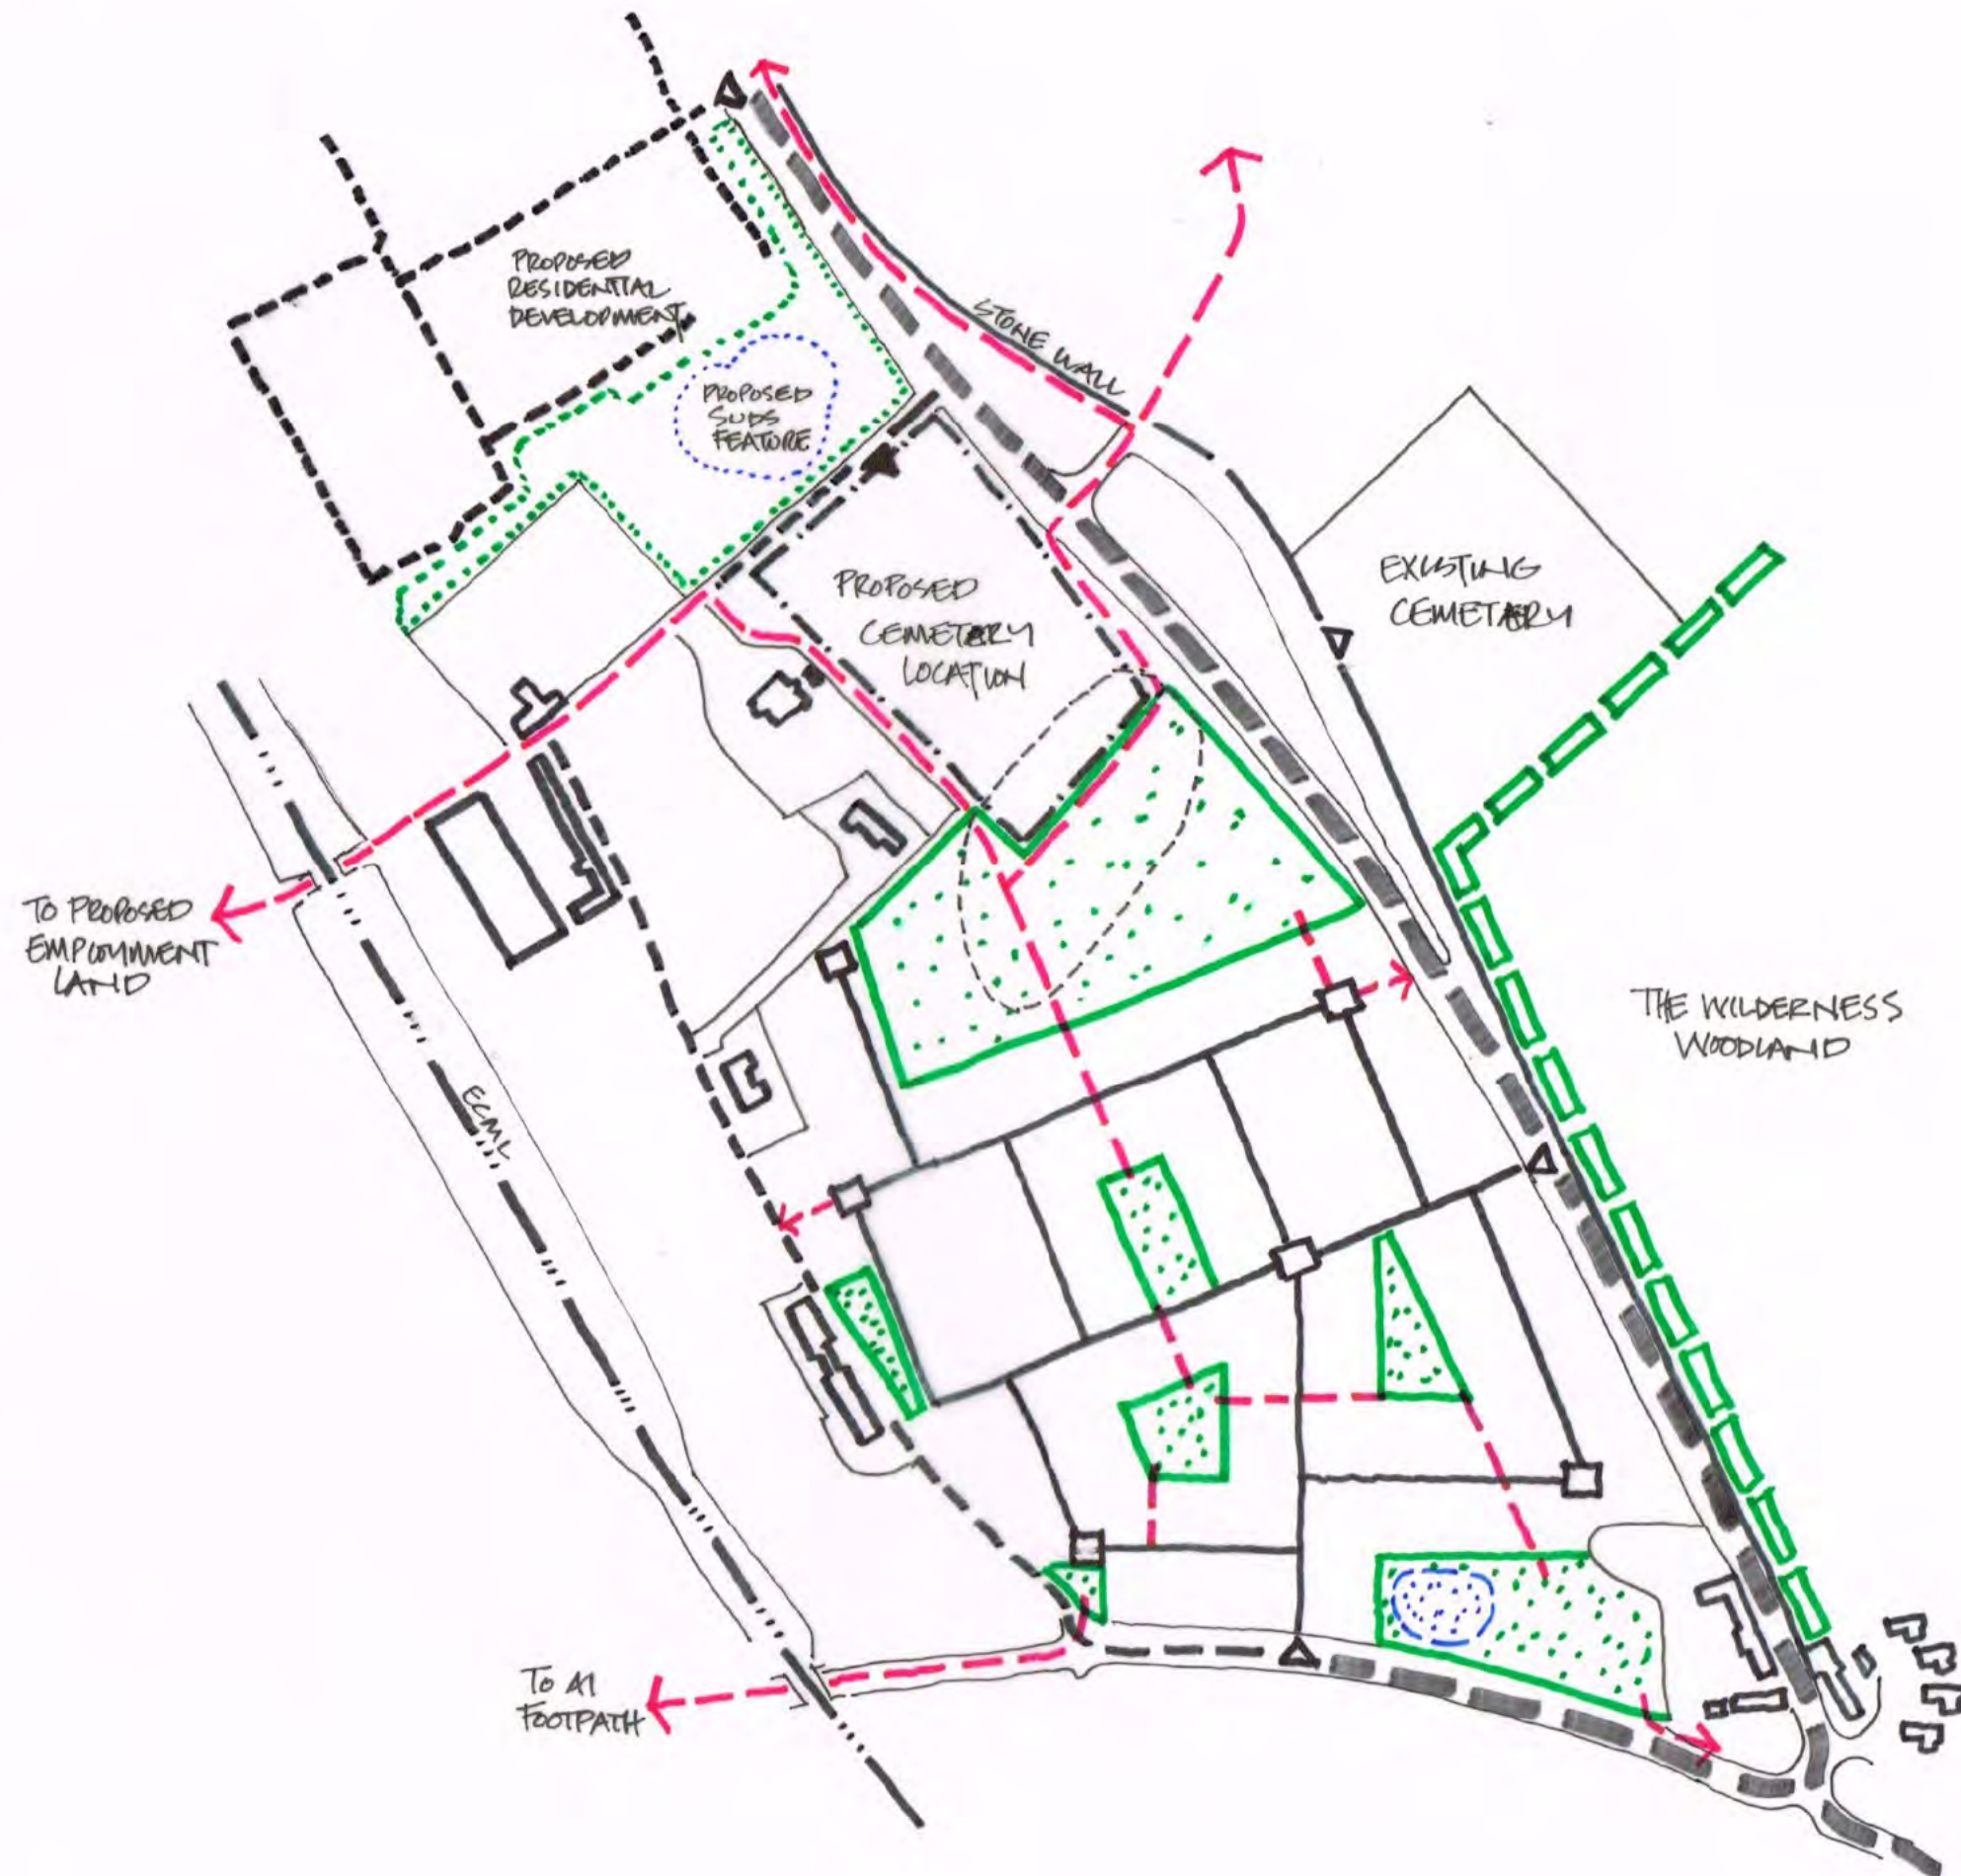 PROPOSED
RESIDENTIAL
DEVELOPMENT
PROPOSED
SUDS
FEATURE
STONE WALL
PROPOSED
CEMETERY
LOCATION
EXISTING
CEMETERY
TO PROPOSED
EMPLOYMENT
LAND
THE WILDERNESS
WOODLAND
ECML
TO A1
FOOTPATH